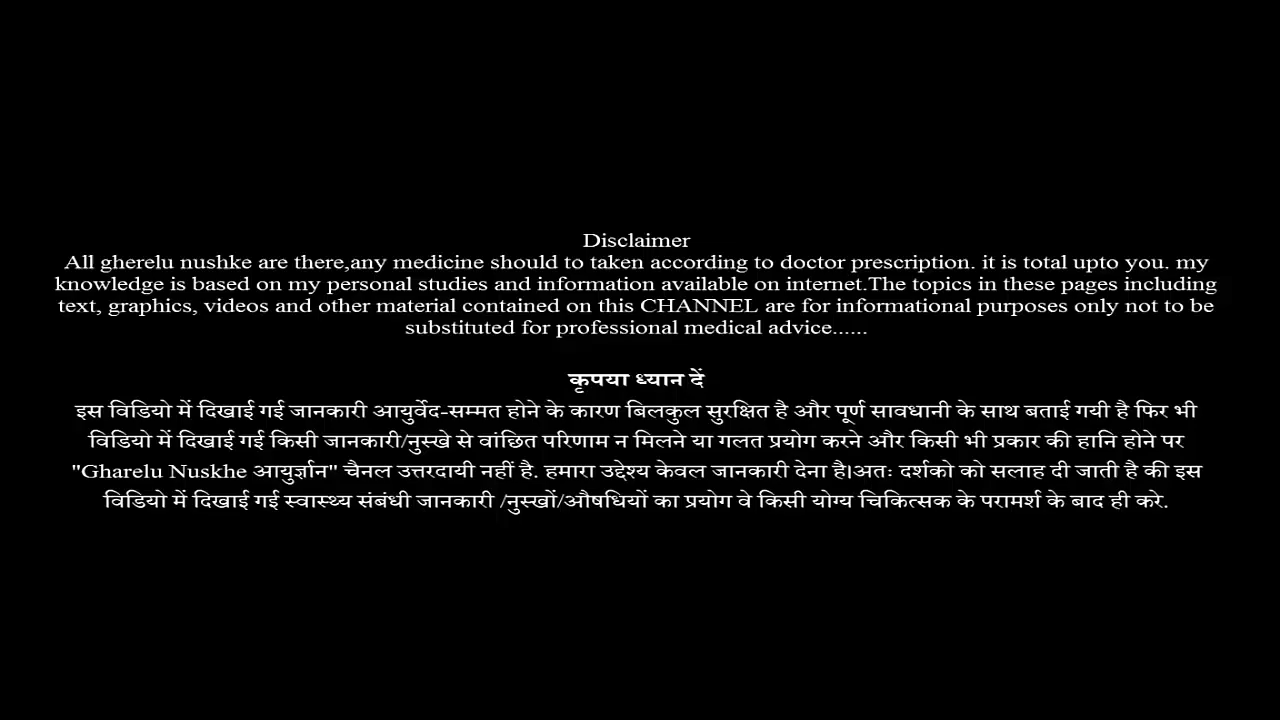 Disclaimer
All gherelu nushke are there,any medicine should to taken according to doctor prescription. it is total upto you. my
knowledge is based on my personal studies and information available on internet.The topics in these pages including
text, graphics, videos and other material contained on this CHANNEL are for informational purposes only not to be
substituted for professional medical advice......
कृपया ध्यान दें
इस विडियो में दिखाई गई जानकारी आयुर्वेद-सम्मत होने के कारण बिलकुल सुरक्षित है और पूर्ण सावधानी के साथ बताई गयी है फिर भी
विडियो में दिखाई गई किसी जानकारी/नुस्खे से वांछित परिणाम न मिलने या गलत प्रयोग करने और किसी भी प्रकार की हानि होने पर
"Gharelu Nuskhe आयुर्ज्ञान" चैनल उत्तरदायी नहीं है. हमारा उद्देश्य केवल जानकारी देना है।अतः दर्शको को सलाह दी जाती है की इस
विडियो में दिखाई गई स्वास्थ्य संबंधी जानकारी /नुस्खों/औषधियों का प्रयोग वे किसी योग्य चिकित्सक के परामर्श के बाद ही करे.